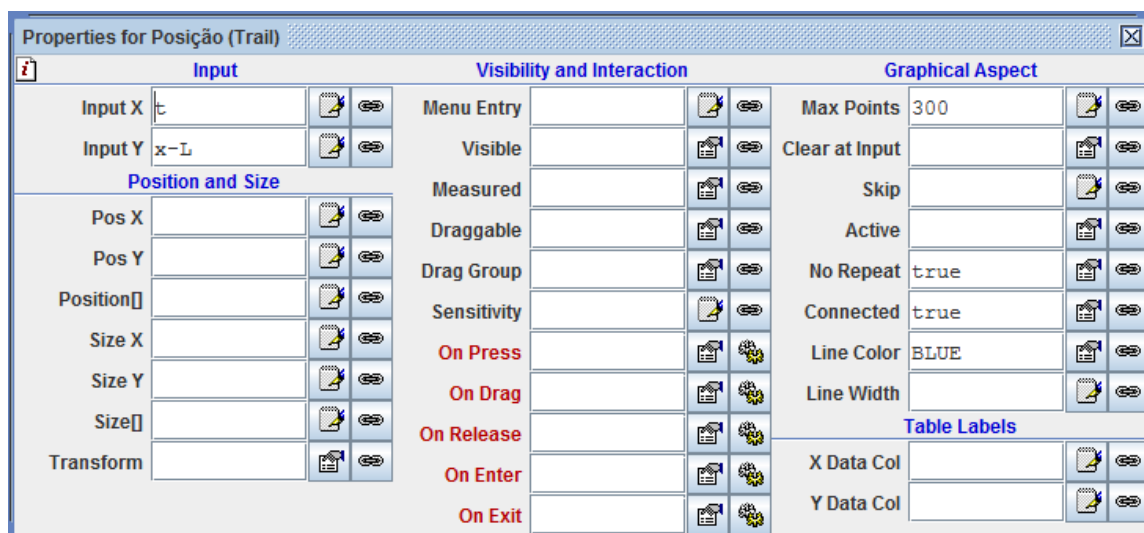 Properties for Posição (Trail)
Input
Input X t
Input Y x-L
Position and Size
Pos X
Pos Y
Position[]
Size X
Size Y
Size[]
Transform
Visibility and Interaction
Menu Entry
Visible
Measured
Draggable
Drag Group
Sensitivity
On Press
On Drag
On Release
On Enter
On Exit
Graphical Aspect
Max Points 300
Clear at Input
Skip
Active
No Repeat true
Connected true
Line Color BLUE
Line Width
Table Labels
X Data Col
Y Data Col